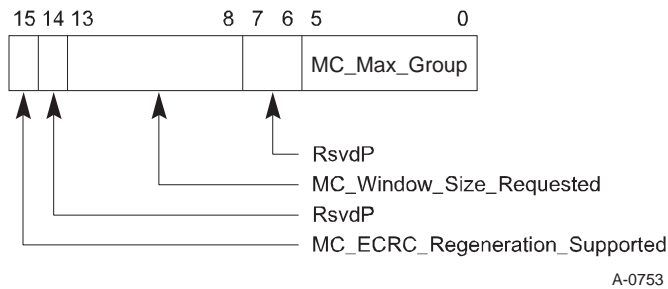 15 14 13 8 7 6 5 0
MC_Max_Group
RsvdP
MC_Window_Size_Requested
RsvdP
MC_ECRC_Regeneration_Supported
A-0753